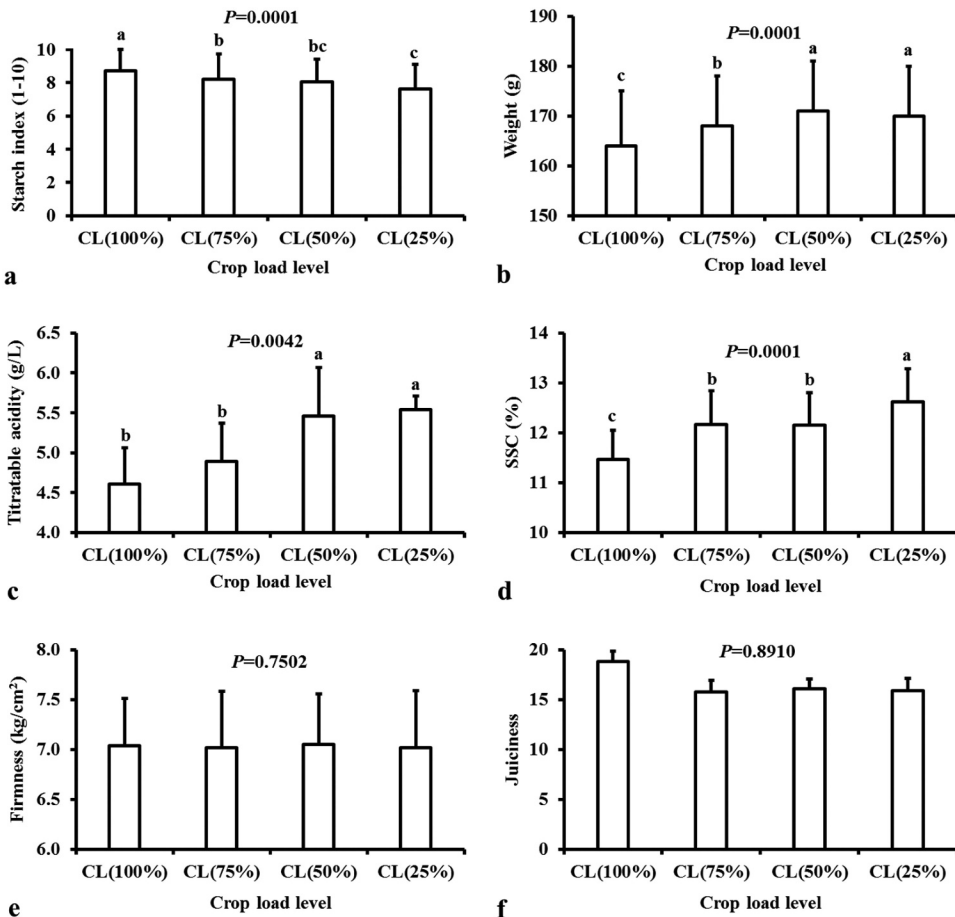 P=0.0001
a
b
bc
c
10
8
6
4
2
0
Starch index (1-10)
CL(100%) CL(75%) CL(50%) CL(25%)
Crop load level
a
P=0.0001
c
b
a
a
190
180
170
160
150
Weight (g)
CL(100%) CL(75%) CL(50%) CL(25%)
Crop load level
b
P=0.0042
b
b
a
a
6.5
6.0
5.5
5.0
4.5
4.0
Titratable acidity (g/L)
CL(100%) CL(75%) CL(50%) CL(25%)
Crop load level
c
P=0.0001
c
b
b
a
14
13
12
11
10
SSC (%)
CL(100%) CL(75%) CL(50%) CL(25%)
Crop load level
d
P=0.7502
8.0
7.5
7.0
6.5
6.0
Firmness (kg/cm²)
CL(100%) CL(75%) CL(50%) CL(25%)
Crop load level
e
P=0.8910
20
15
10
5
0
Juiciness
CL(100%) CL(75%) CL(50%) CL(25%)
Crop load level
f